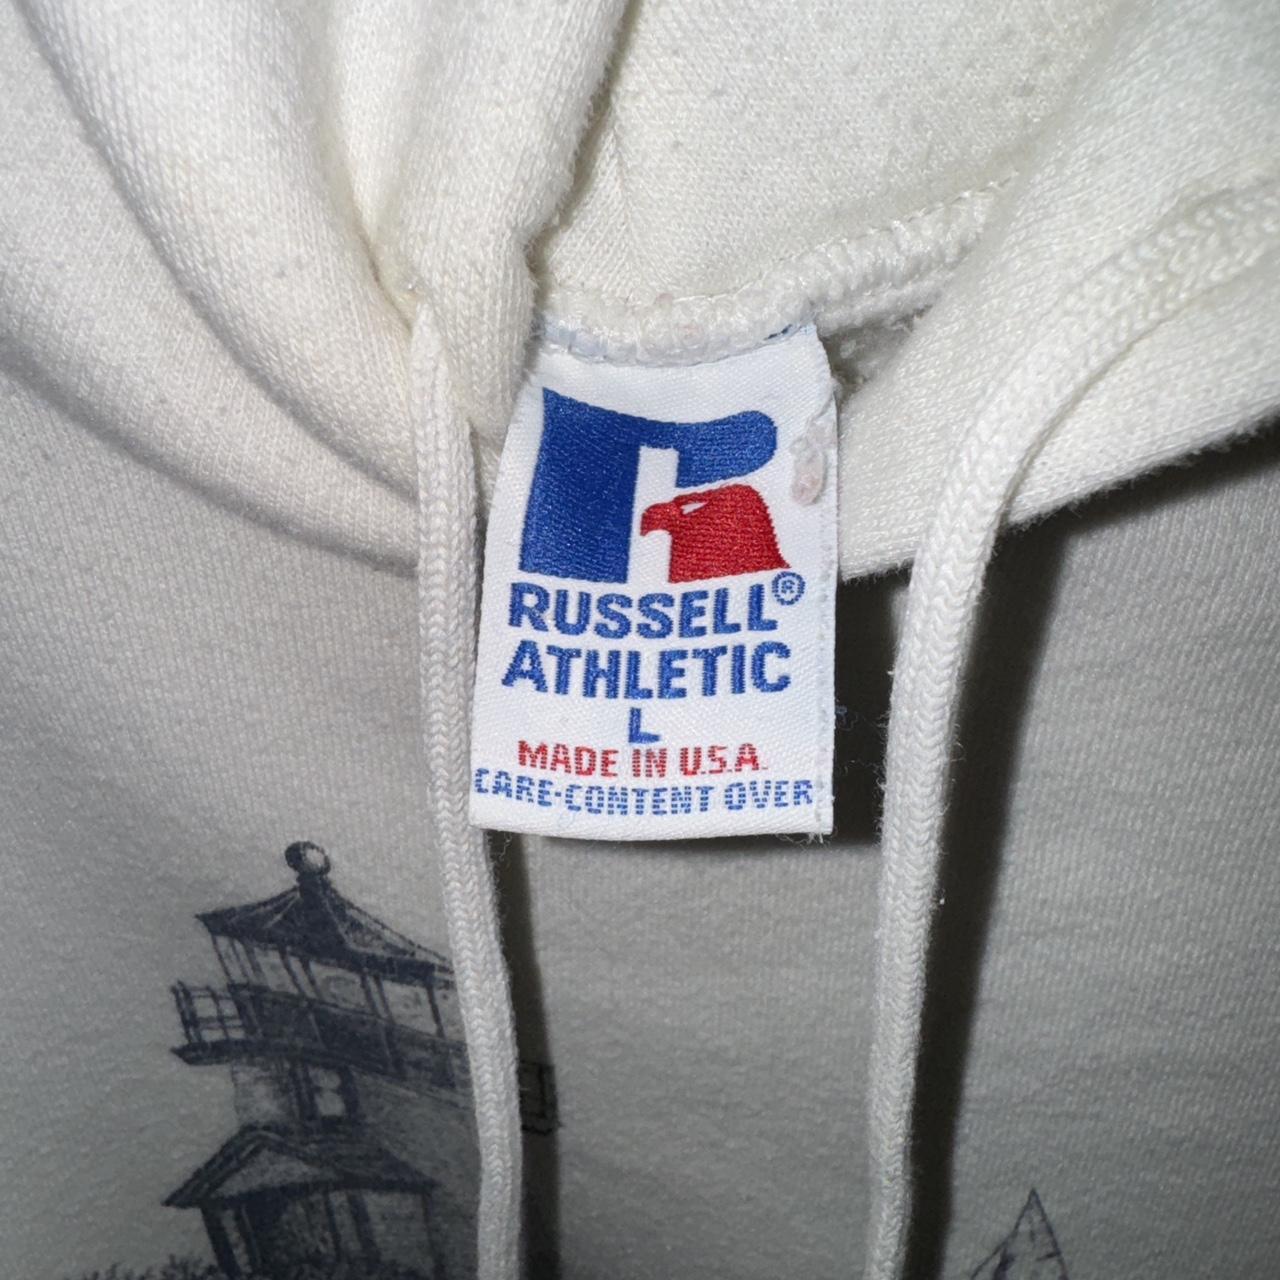 RUSSELL®
ATHLETIC
L
MADE IN U.S.A.
CARE-CONTENT OVER